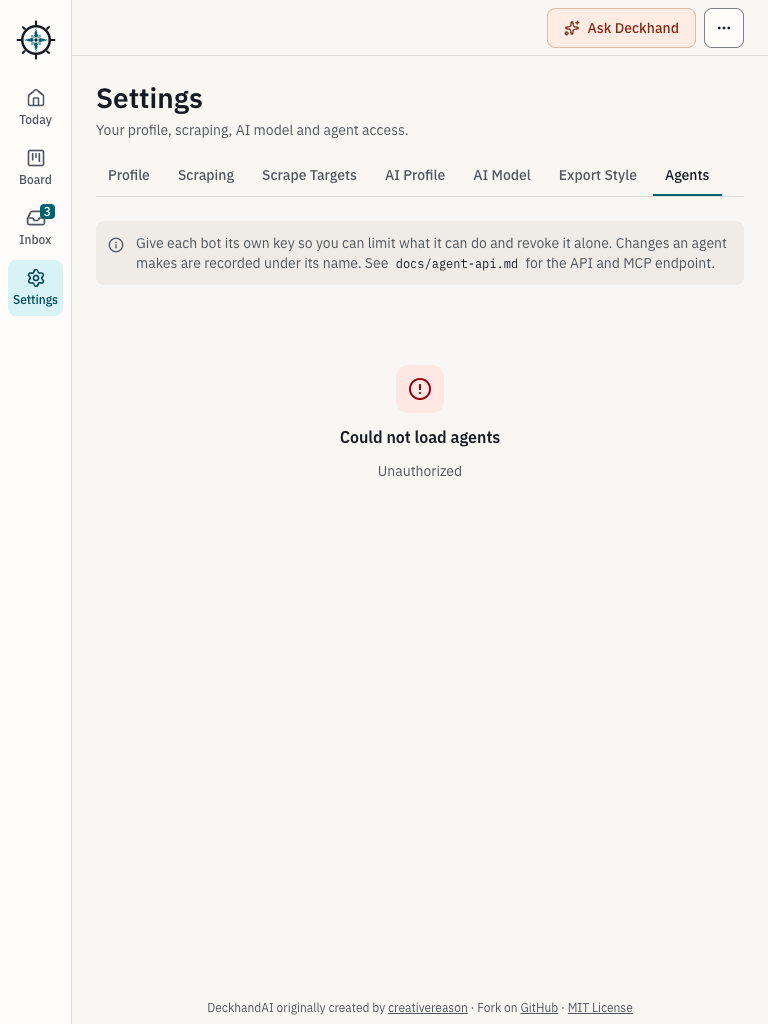 Ask Deckhand
Today
Board
3
Inbox
Settings
Settings
Your profile, scraping, AI model and agent access.
Profile Scraping Scrape Targets AI Profile AI Model Export Style Agents
Give each bot its own key so you can limit what it can do and revoke it alone. Changes an agent
makes are recorded under its name. See docs/agent-api.md for the API and MCP endpoint.
Could not load agents
Unauthorized
DeckhandAI originally created by creativereason · Fork on GitHub · MIT License